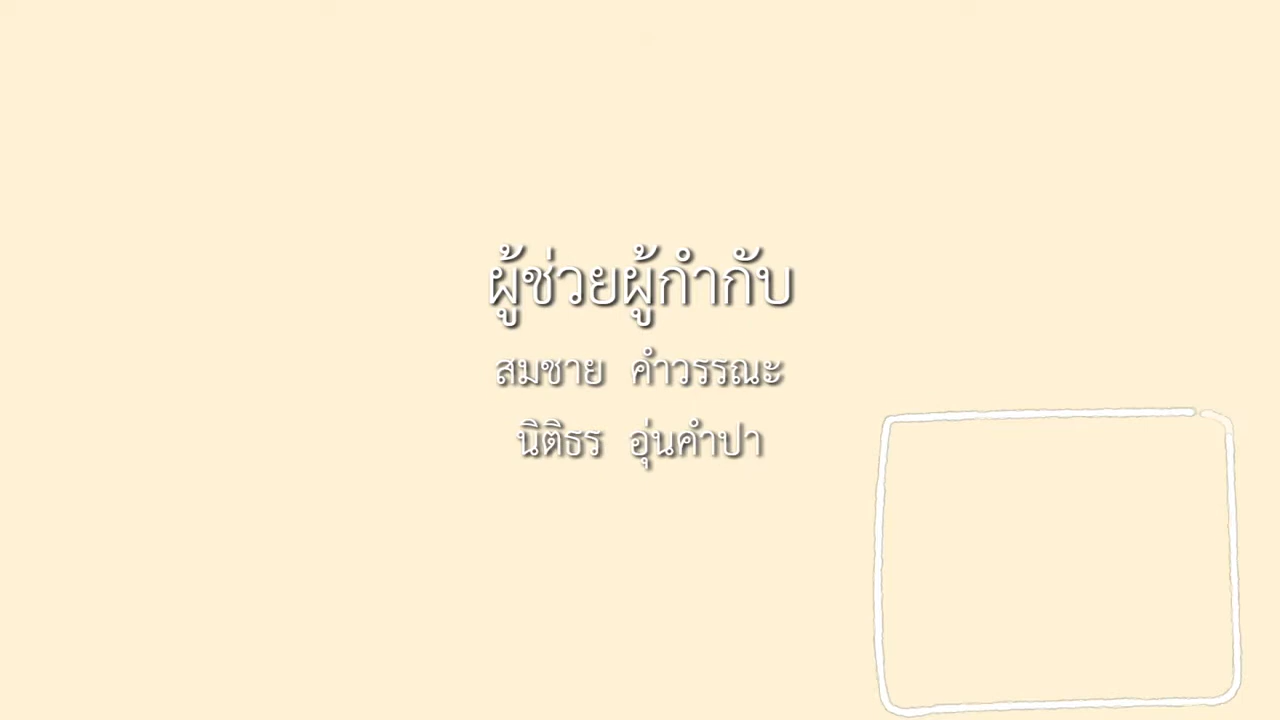 ผู้ช่วยผู้กำกับ
สมชาย คำวรรณะ
นิติธร อุ่นคำปา